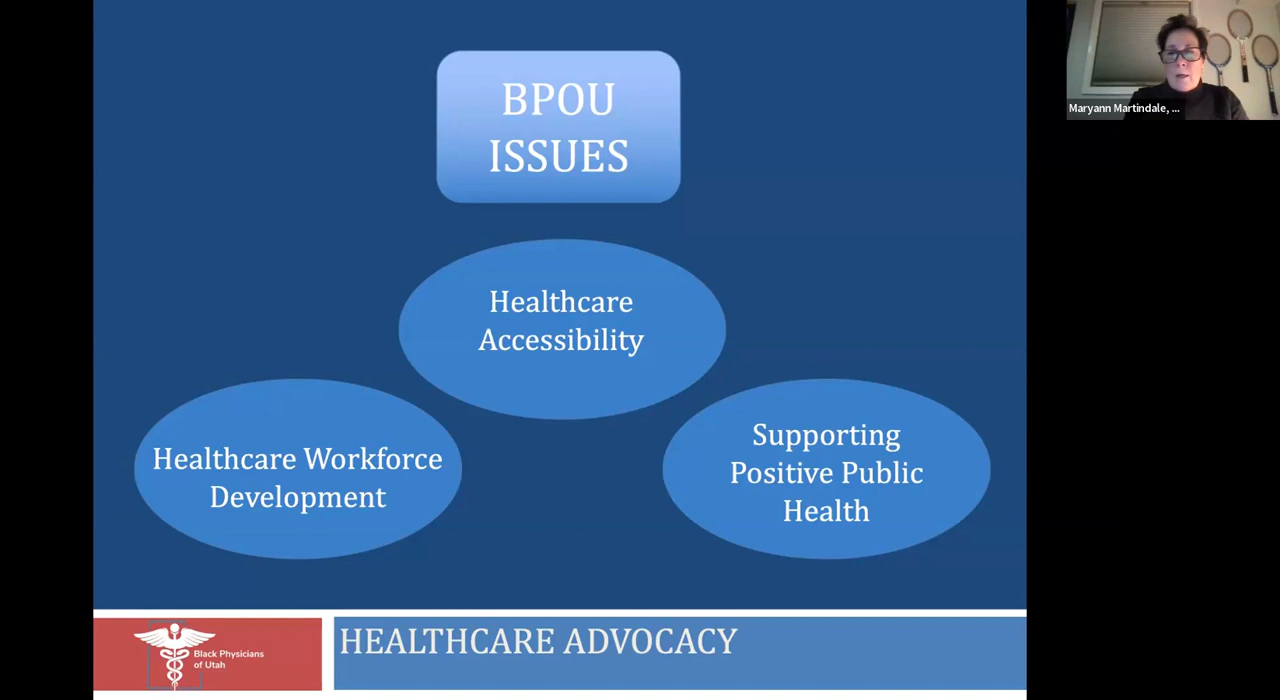 BPOU
ISSUES
Healthcare
Accessibility
Healthcare Workforce
Development
Supporting
Positive Public
Health
Black Physicians
of Utah
HEALTHCARE ADVOCACY
Maryann Martindale, ...